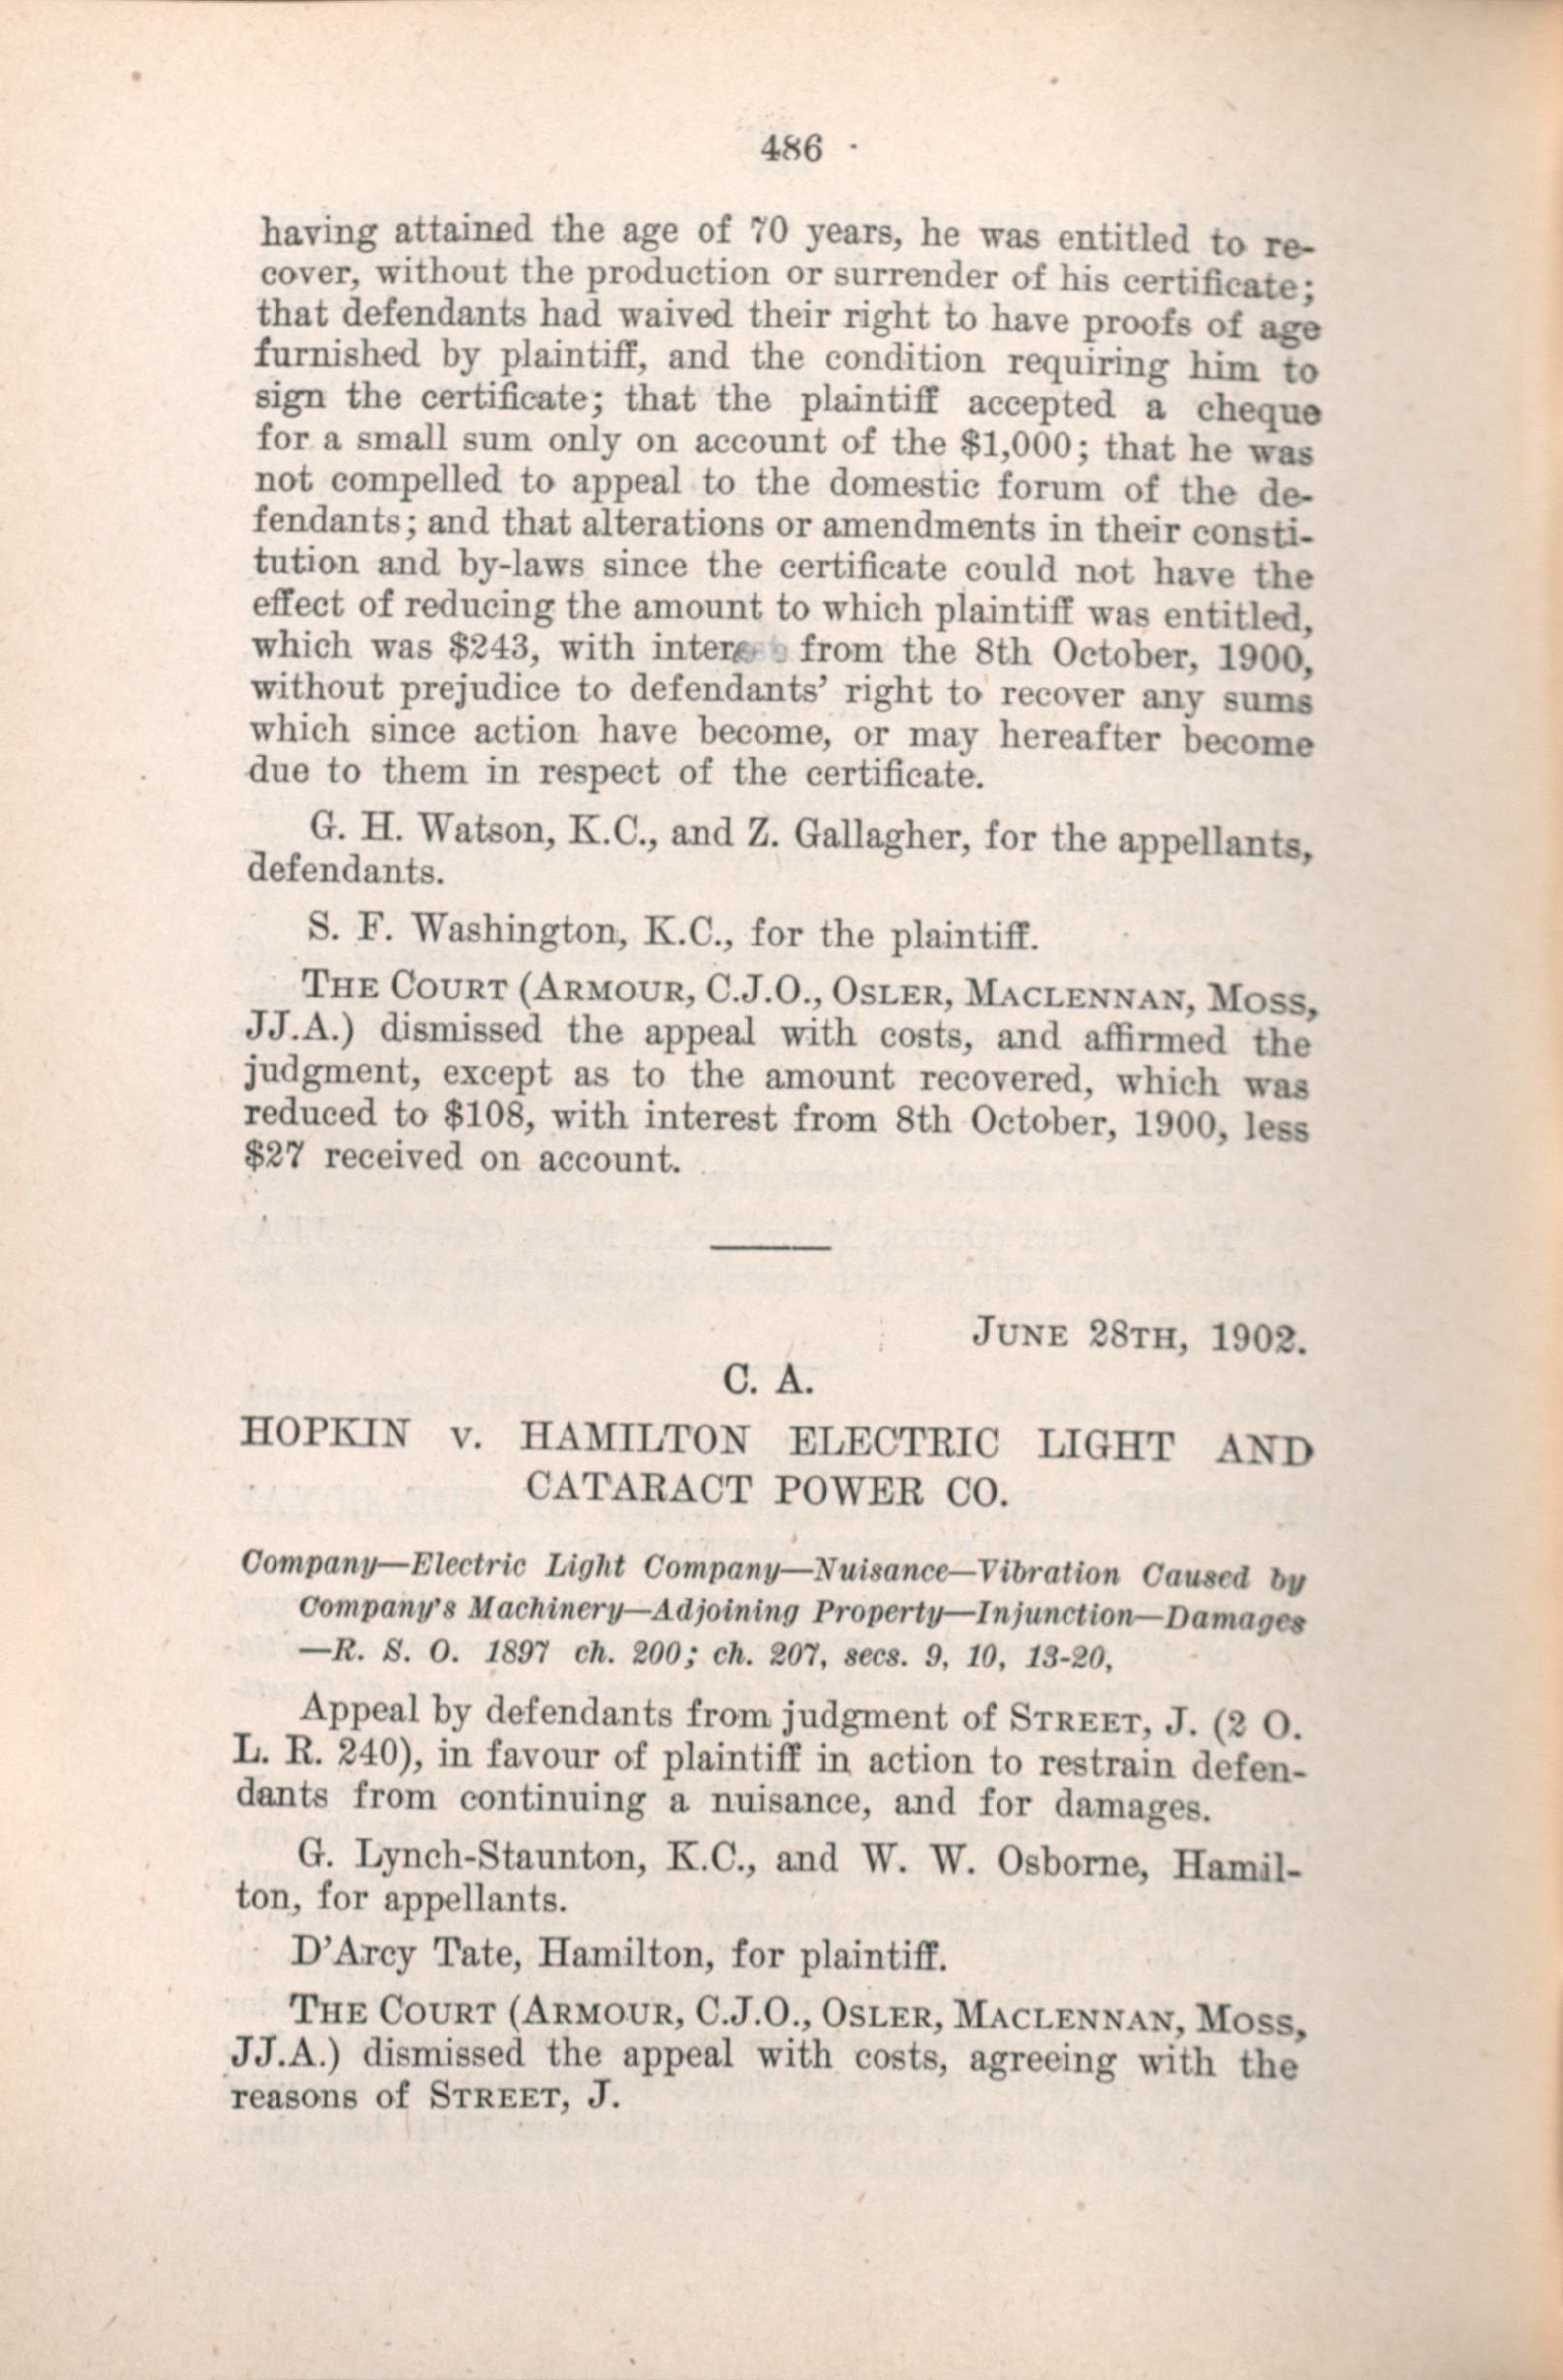 486
having attained the age of 70 years, he was entitled to re-
cover, without the production or surrender of his certificate;
that defendants had waived their right to have proofs of age
furnished by plaintiff, and the condition requiring him to
sign the certificate; that the plaintiff accepted a cheque
for a small sum only on account of the $1,000; that he was
not compelled to appeal to the domestic forum of the de-
fendants; and that alterations or amendments in their consti-
tution and by-laws since the certificate could not have the
effect of reducing the amount to which plaintiff was entitled,
which was $243, with from the 8th October, 1900,
without prejudice to defendants' right to recover any sums
which since action have become, or may hereafter become
due to them in respect of the certificate.
G. H. Watson, K.C., and Z. Gallagher, for the appellants,
defendants.
S. F. Washington, K.C., for the plaintiff.
THE COURT (ARMOUR, C.J.O., OSLER, MACLENNAN, MOSS,
JJ.A.) dismissed the appeal with costs, and affirmed the
judgment, except as to the amount recovered, which was
reduced to $108, with interest from 8th October, 1900, less
$27 received on account.
JUNE 28TH, 1902.
C. A.
HOPKIN v. HAMILTON ELECTRIC LIGHT AND
CATARACT POWER CO.
Company—Electric Light Company—Nuisance—Vibration Caused by
Company's Machinery—Adjoining Property—Injunction—Damages
—R. S. O. 1897 ch. 200; ch. 207, secs. 9, 10, 13-20,
Appeal by defendants from judgment of STREET, J. (2 O.
L. R. 240), in favour of plaintiff in action to restrain defen-
dants from continuing a nuisance, and for damages.
G. Lynch-Staunton, K.C., and W. W. Osborne, Hamil-
ton, for appellants.
D'Arcy Tate, Hamilton, for plaintiff.
THE COURT (ARMOUR, C.J.O., OSLER, MACLENNAN, MOSS,
JJ.A.) dismissed the appeal with costs, agreeing with the
reasons of STREET, J.